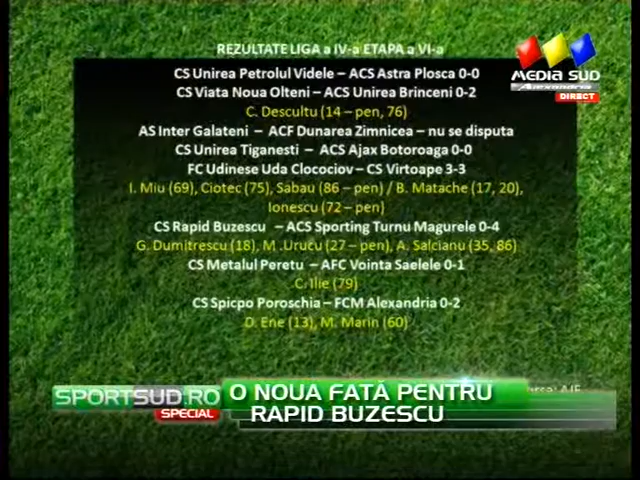 REZULTATE LIGA a IV-a ETAPA a VI-a
CS Unirea Petrolul Videle – ACS Astra Plosca 0-0
CS Viata Noua Olteni – ACS Unirea Brinceni 0-2
C. Descultu (14 – pen, 76)
AS Inter Galateni – ACF Dunarea Zimnicea – nu se disputa
CS Unirea Tiganesti – ACS Ajax Botoroaga 0-0
FC Udinese Uda Clocociov – CS Virtoape 3-3
I. Miu (69), Ciotec (75), Sabau (86 – pen) / B. Matache (17, 20),
Ionescu (72 – pen)
CS Rapid Buzescu – ACS Sporting Turnu Magurele 0-4
G. Dumitrescu (18), M .Urucu (27 – pen), A. Salcianu (35, 86)
CS Metalul Peretu – AFC Vointa Saelele 0-1
C. Ilie (79)
CS Spicpo Poroschia – FCM Alexandria 0-2
D. Ene (13), M. Marin (60)
MEDIA SUD
Alexandria
DIRECT
SPORTSUD.RO
SPECIAL
O NOUA FATA PENTRU
RAPID BUZESCU